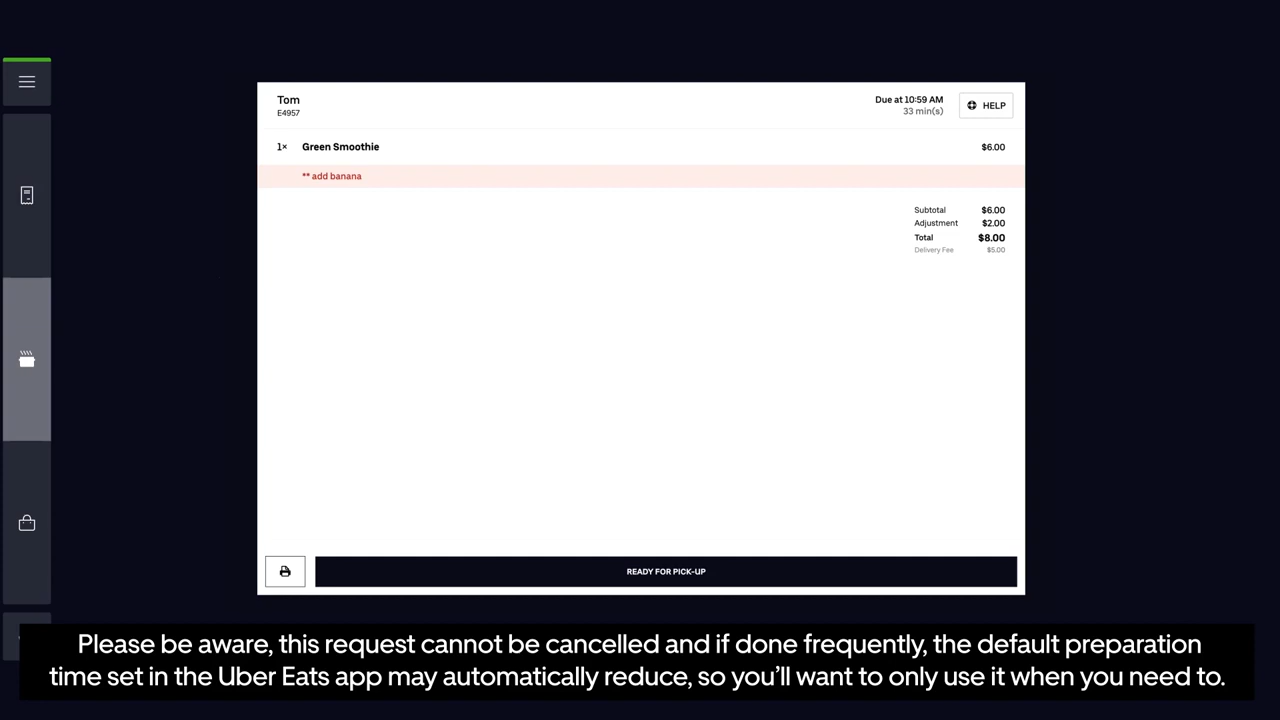 Tom
E4957
Due at 10:59 AM
33 min(s)
HELP
1× Green Smoothie $6.00
** add banana
Subtotal $6.00
Adjustment $2.00
Total $8.00
Delivery Fee $5.00
READY FOR PICK-UP
Please be aware, this request cannot be cancelled and if done frequently, the default preparation
time set in the Uber Eats app may automatically reduce, so you’ll want to only use it when you need to.